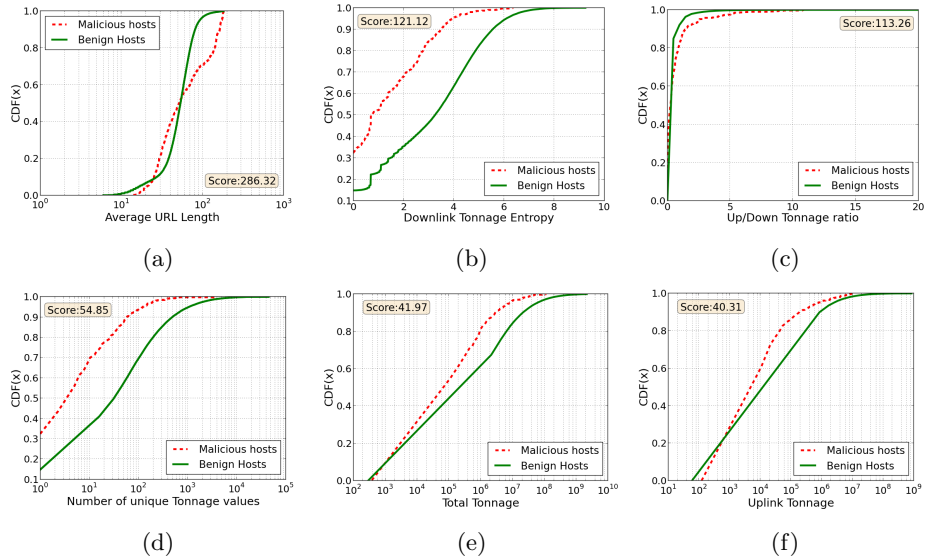 CDF(x)
1.0
0.8
0.6
0.4
0.2
0.0
Malicious hosts
Benign Hosts
Score:286.32
10^0 10^1 10^2 10^3
Average URL Length
(a)
CDF(x)
1.0
0.9
0.8
0.7
0.6
0.5
0.4
0.3
0.2
0.1
Score:121.12
Malicious hosts
Benign Hosts
0 2 4 6 8 10
Downlink Tonnage Entropy
(b)
CDF(x)
1.0
0.8
0.6
0.4
0.2
0.0
Score:113.26
Malicious hosts
Benign Hosts
0 5 10 15 20
Up/Down Tonnage ratio
(c)
CDF(x)
1.0
0.9
0.8
0.7
0.6
0.5
0.4
0.3
0.2
0.1
Score:54.85
Malicious hosts
Benign Hosts
10^0 10^1 10^2 10^3 10^4 10^5
Number of unique Tonnage values
(d)
CDF(x)
1.0
0.8
0.6
0.4
0.2
0.0
Score:41.97
Malicious hosts
Benign Hosts
10^2 10^3 10^4 10^5 10^6 10^7 10^8 10^9 10^10
Total Tonnage
(e)
CDF(x)
1.0
0.8
0.6
0.4
0.2
0.0
Score:40.31
Malicious hosts
Benign Hosts
10^1 10^2 10^3 10^4 10^5 10^6 10^7 10^8 10^9
Uplink Tonnage
(f)